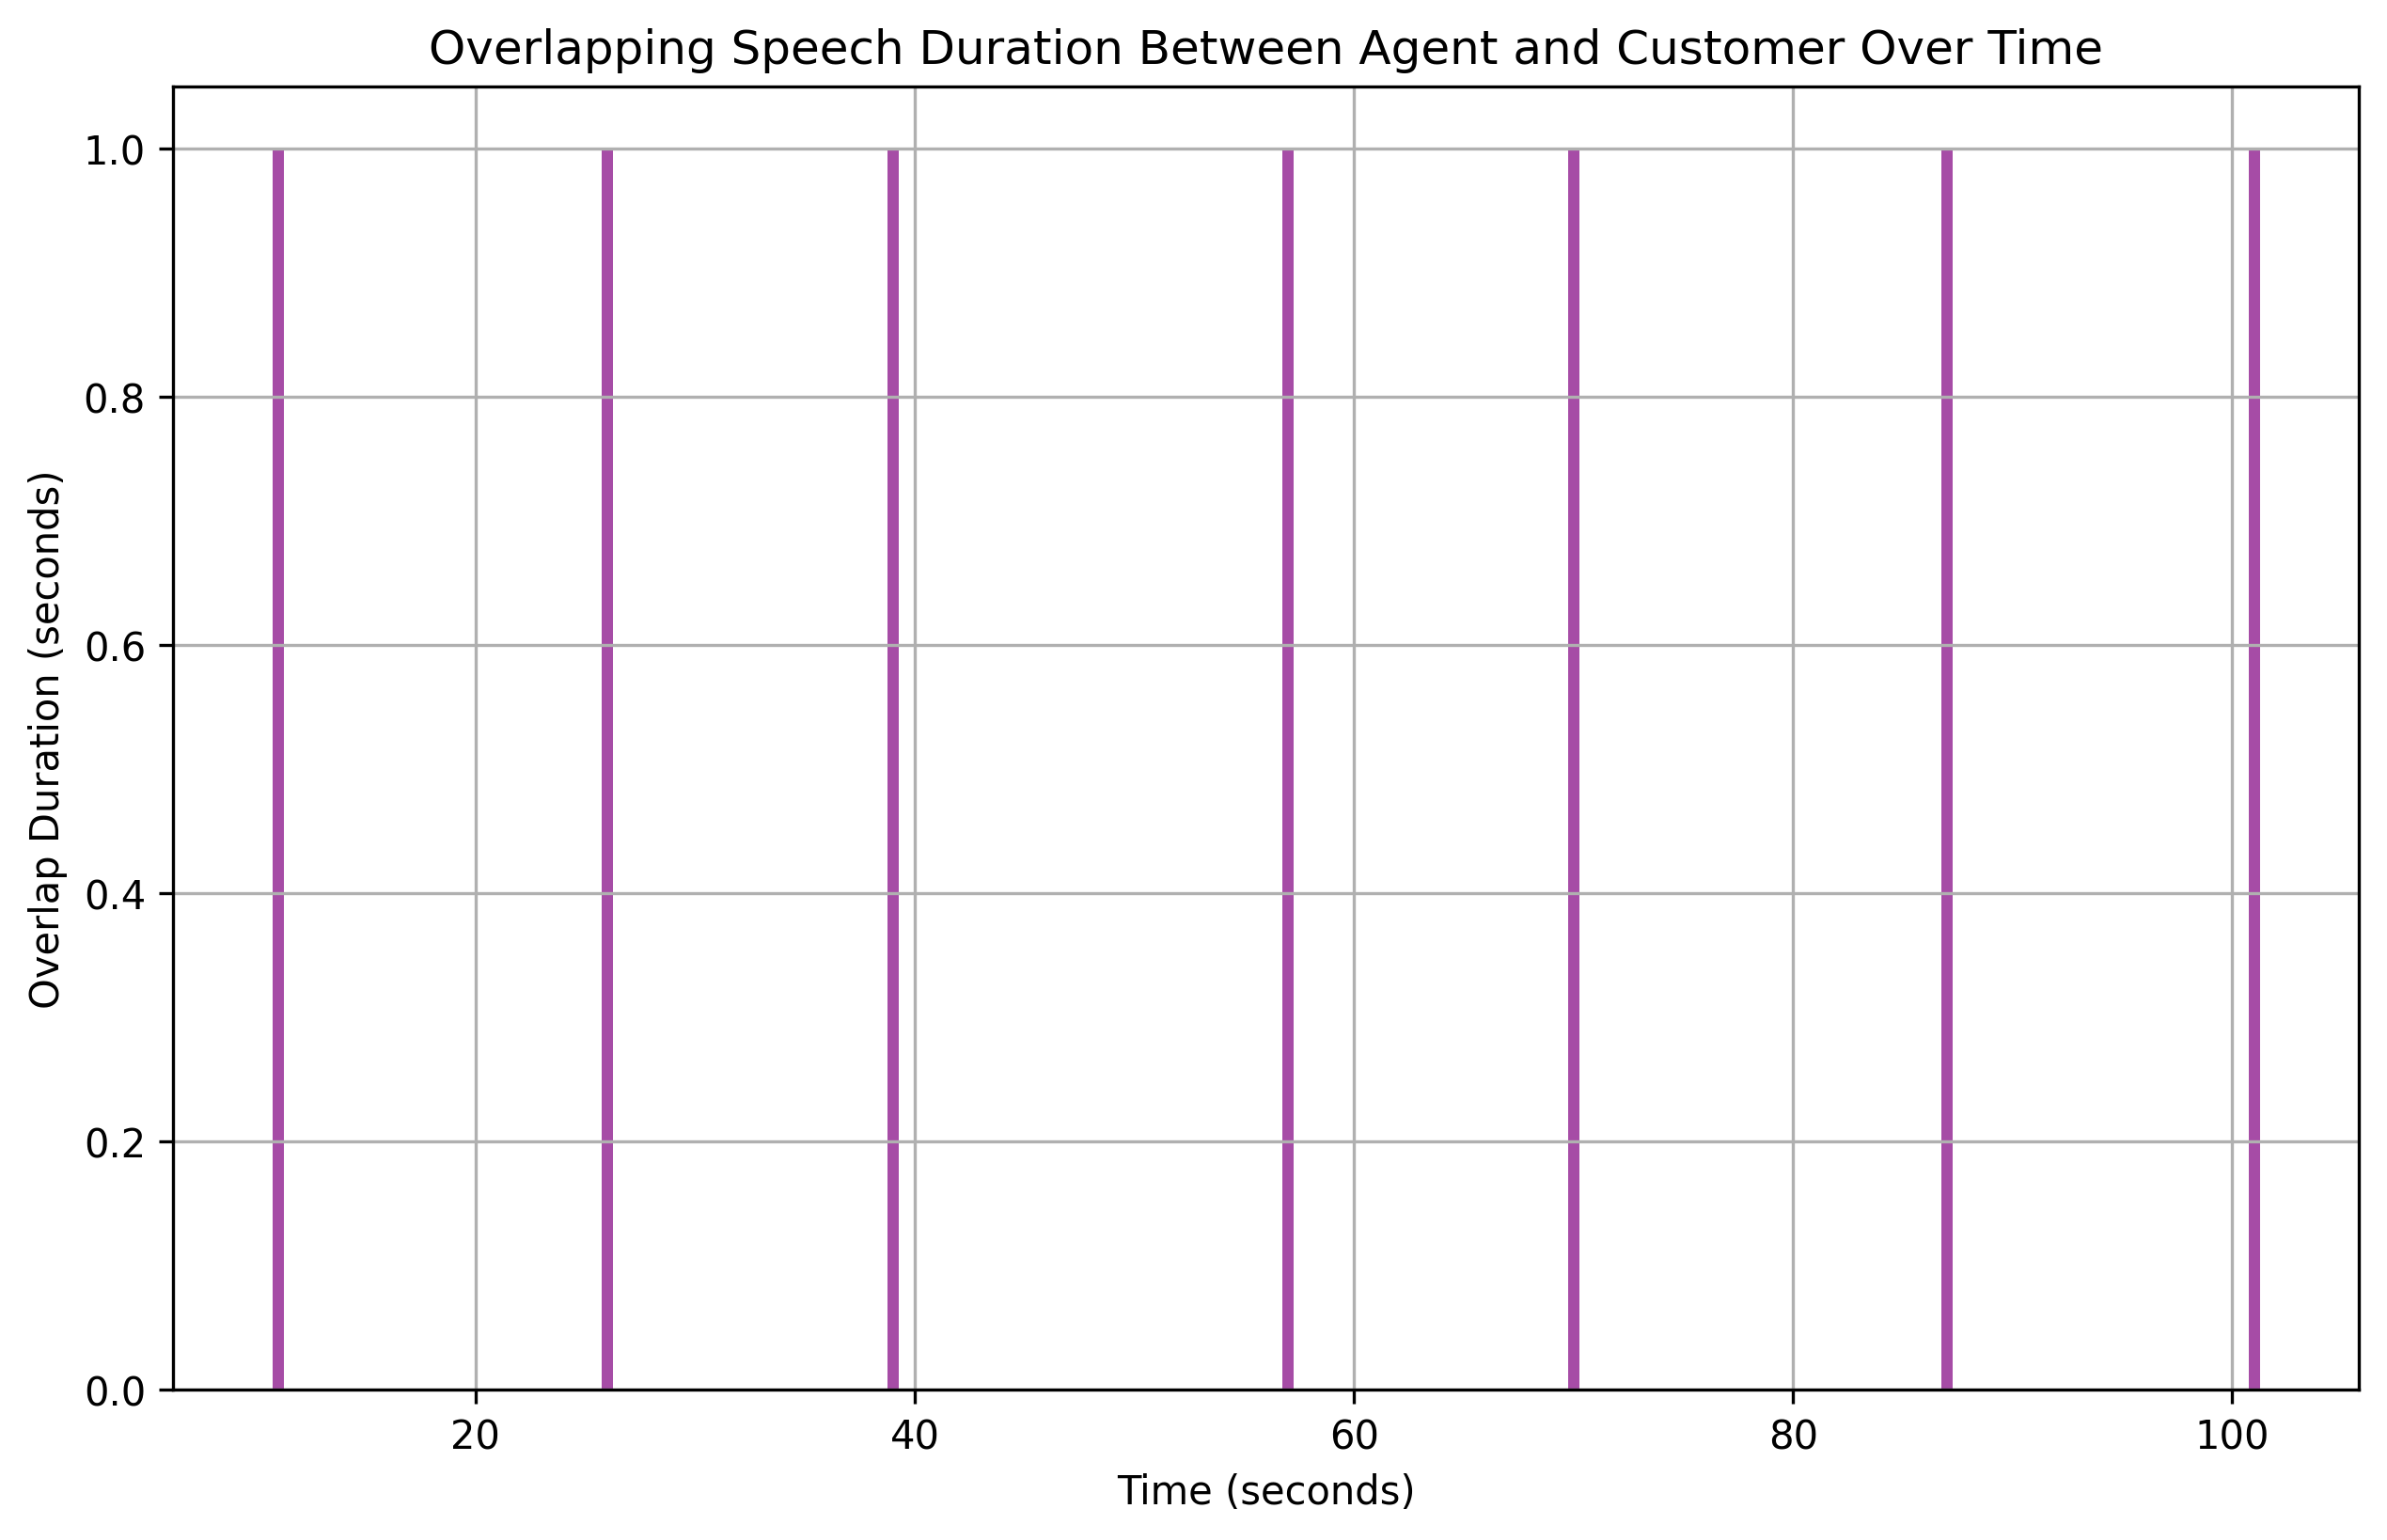 Overlapping Speech Duration Between Agent and Customer Over Time
Overlap Duration (seconds)
1.0
0.8
0.6
0.4
0.2
0.0
20 40 60 80 100
Time (seconds)